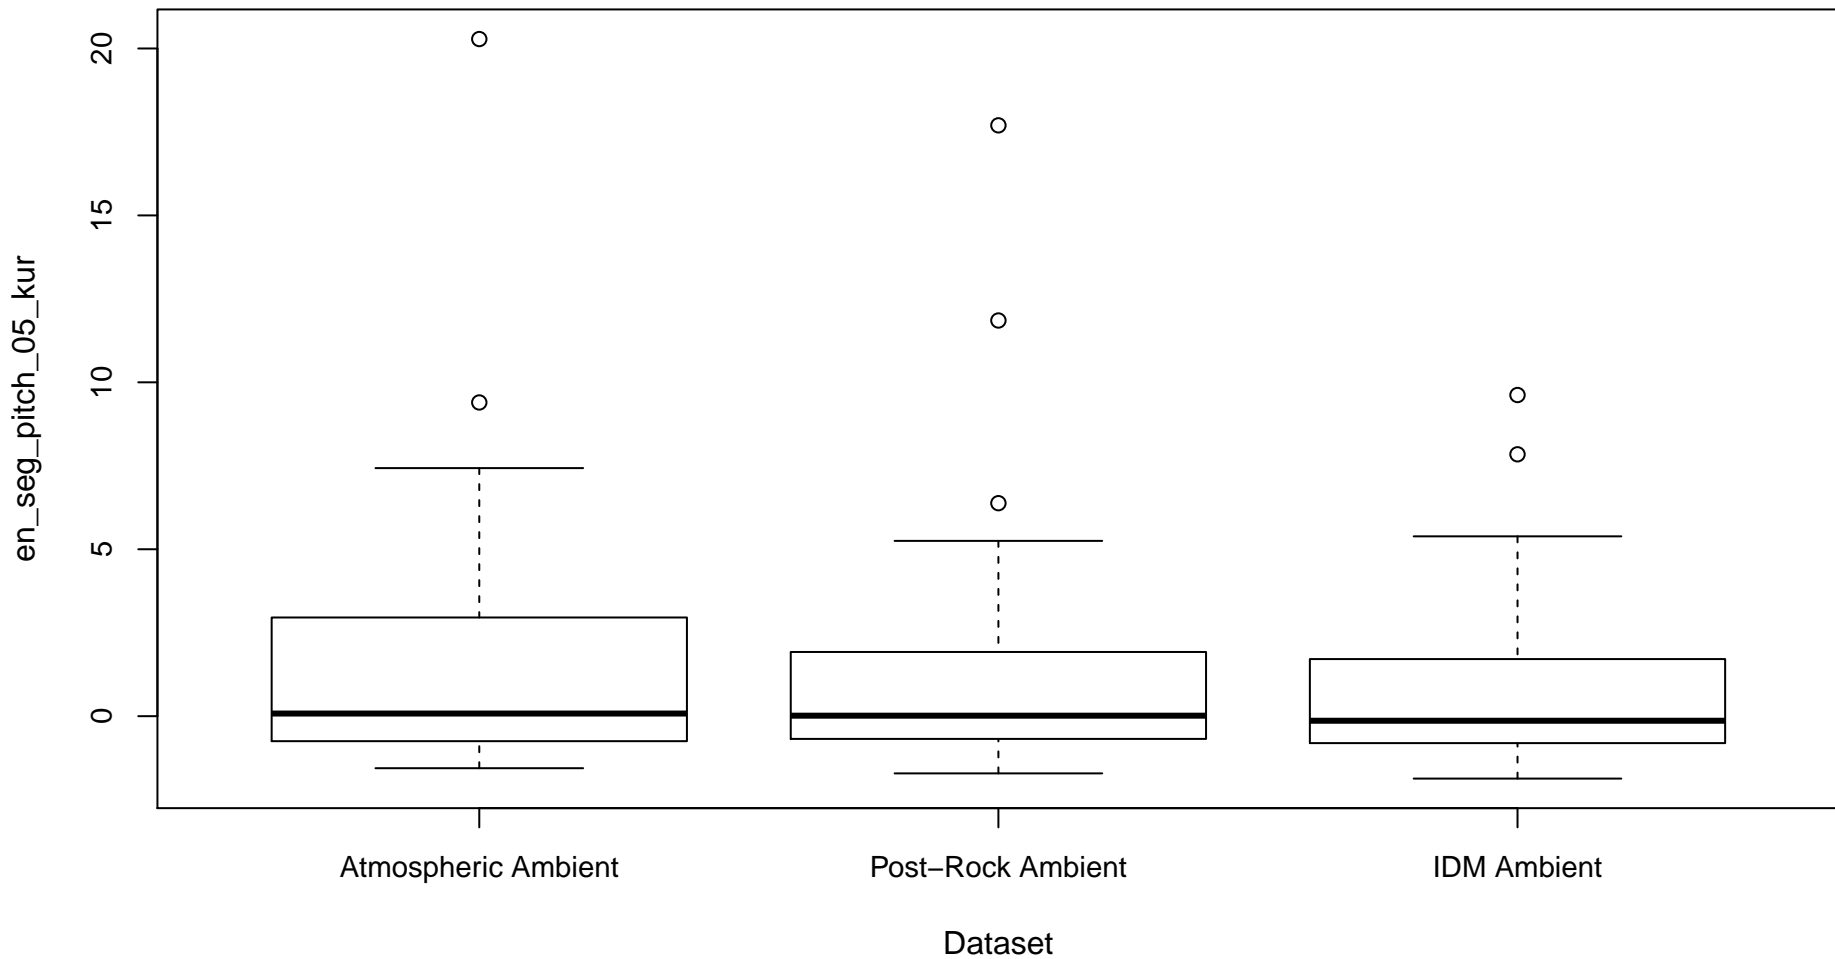 en_seg_pitch_05_kur
20
15
10
5
0
Atmospheric Ambient
Post−Rock Ambient
IDM Ambient
Dataset